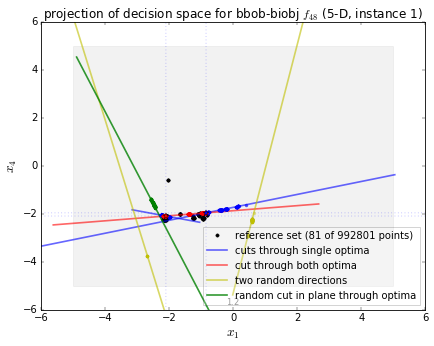 projection of decision space for bbob-biobj f₄₈ (5-D, instance 1)
6
4
2
0
−2
−4
−6
x₄
reference set (81 of 992801 points)
cuts through single optima
cut through both optima
two random directions
random cut in plane through optima
1.2
−6
−4
−2
0
2
4
6
x₁